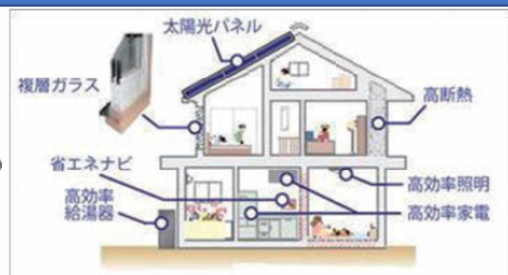 太陽光パネル
複層ガラス
高断熱
省エネナビ
高効率
給湯器
高効率照明
高効率家電